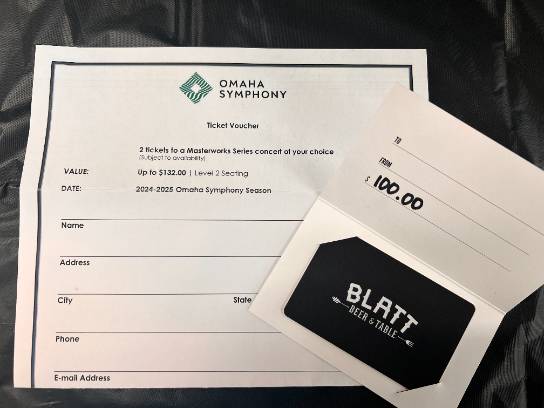 OMAHA
SYMPHONY
Ticket Voucher
2 tickets to a Masterworks Series concert of your choice
(Subject to availability)
VALUE: Up to $132.00 | Level 2 Seating
DATE: 2024-2025 Omaha Symphony Season
Name
Address
City State
Phone
E-mail Address
TO
FROM
$ 100.00
BLATT
BEER & TABLE